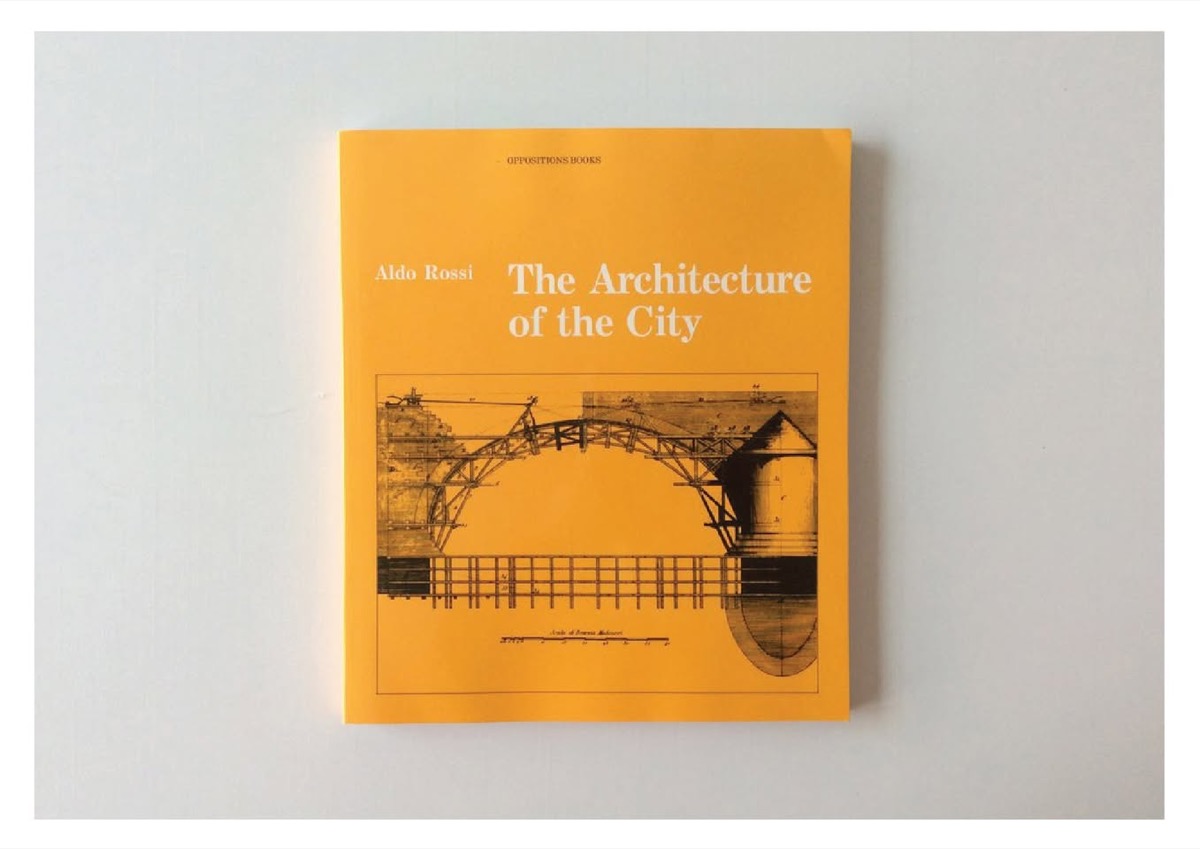 OPPOSITIONS BOOKS
Aldo Rossi
The Architecture
of the City